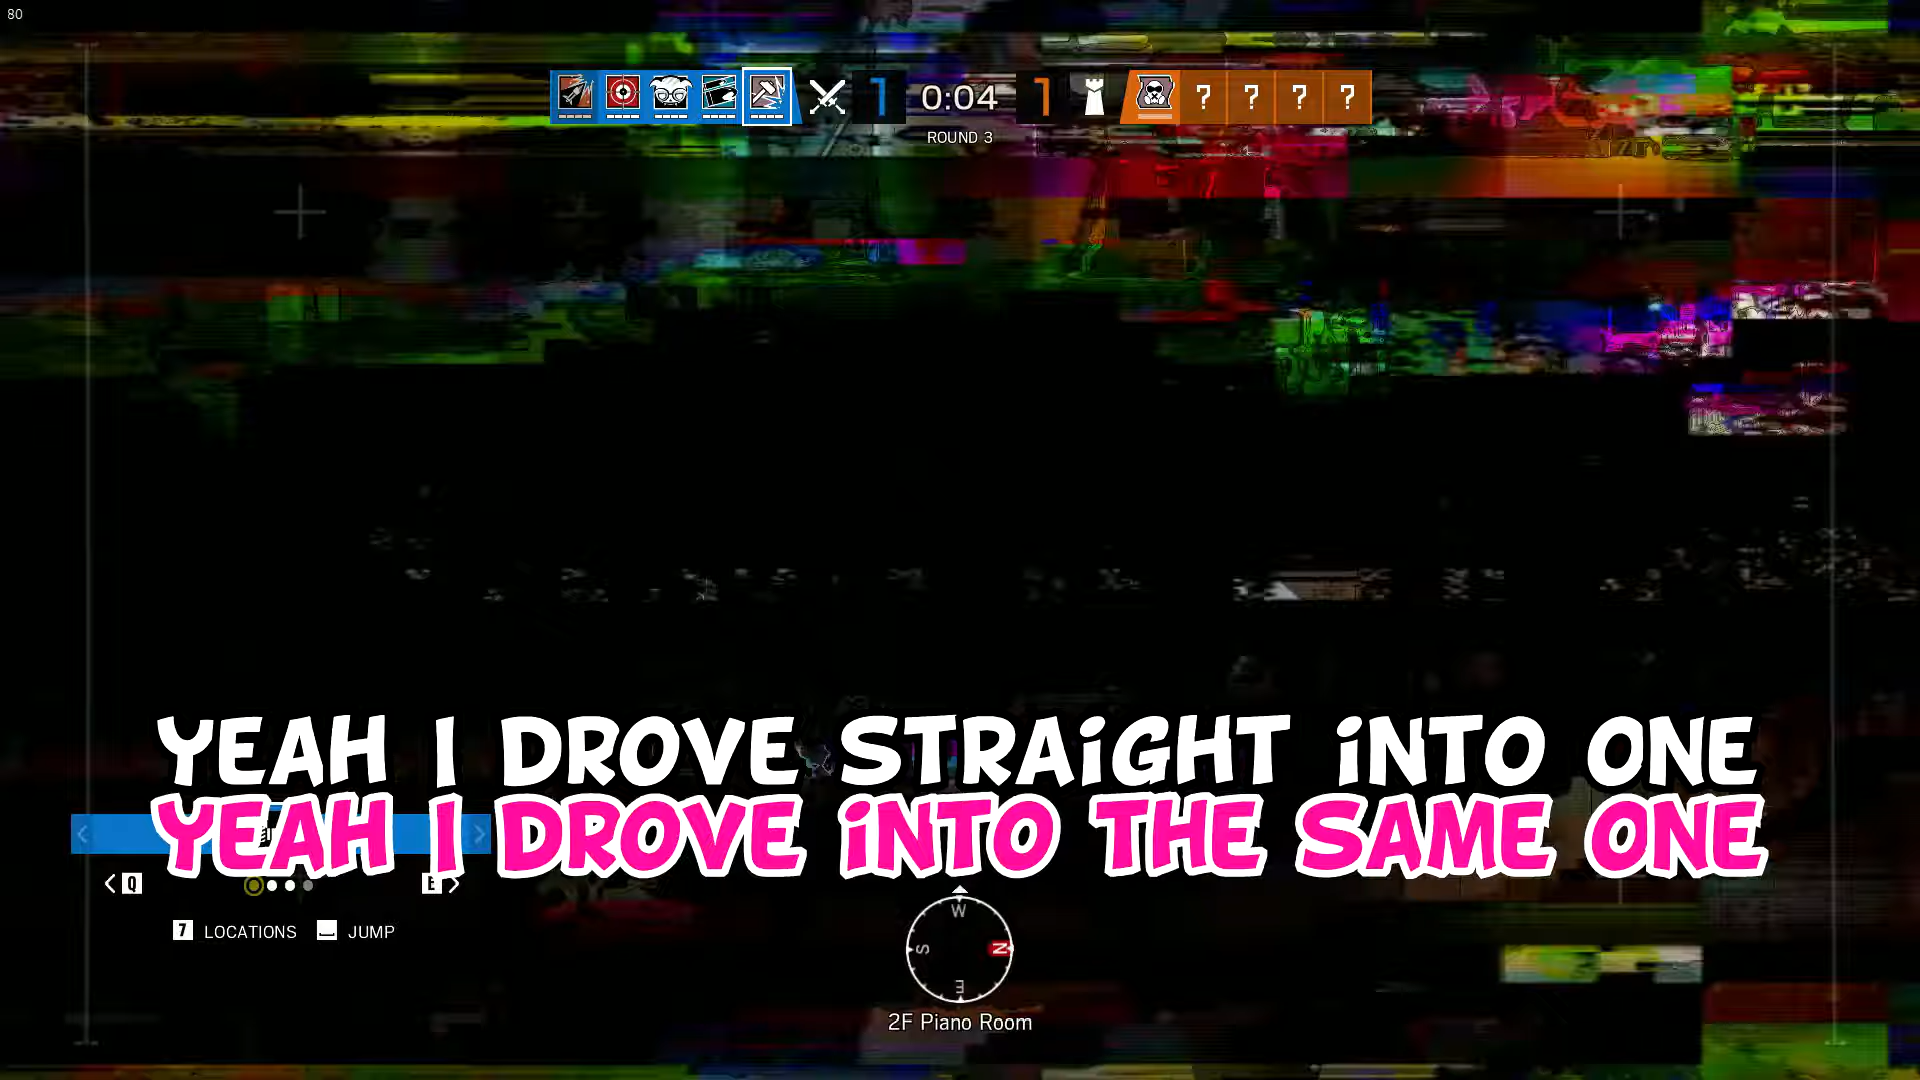 80
1 0:04 1 ? ? ? ?
ROUND 3
YEAH I DROVE STRAIGHT INTO ONE
YEAH I DROVE INTO THE SAME ONE
Q E
7 LOCATIONS JUMP
W
S N
E
2F Piano Room